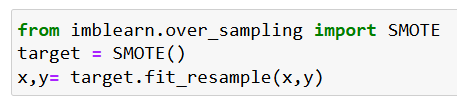 from imblearn.over_sampling import SMOTE
target = SMOTE()
x,y= target.fit_resample(x,y)